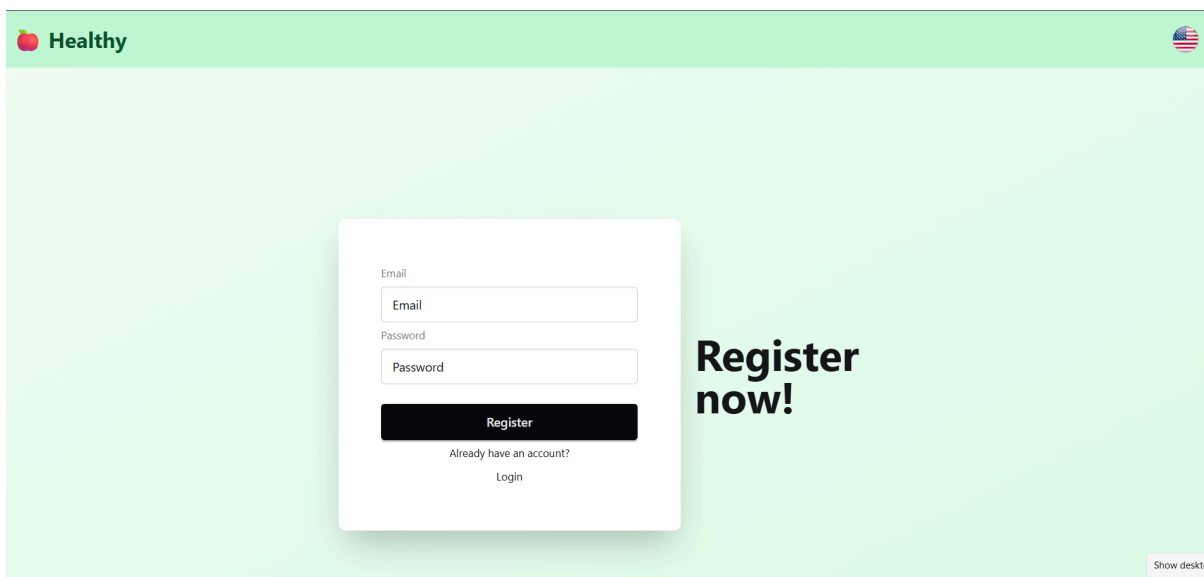 Healthy
Email
Email
Password
Password
Register
Already have an account?
Login
Register
now!
Show deskt